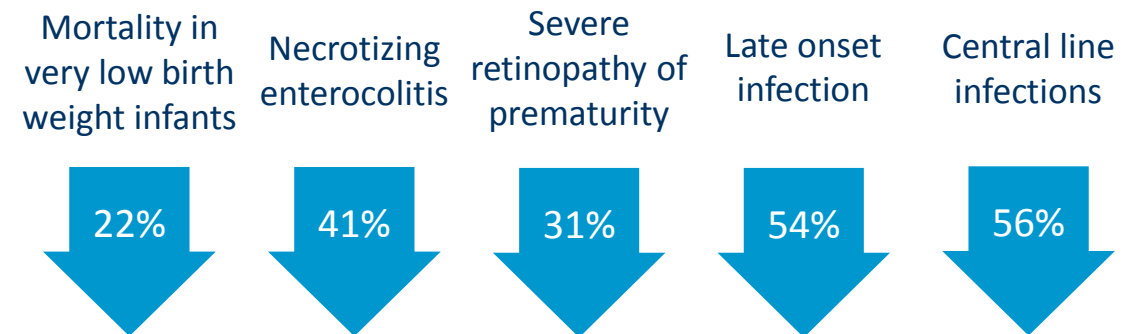 Mortality in
very low birth
weight infants
Necrotizing
enterocolitis
Severe
retinopathy of
prematurity
Late onset
infection
Central line
infections
22%
41%
31%
54%
56%